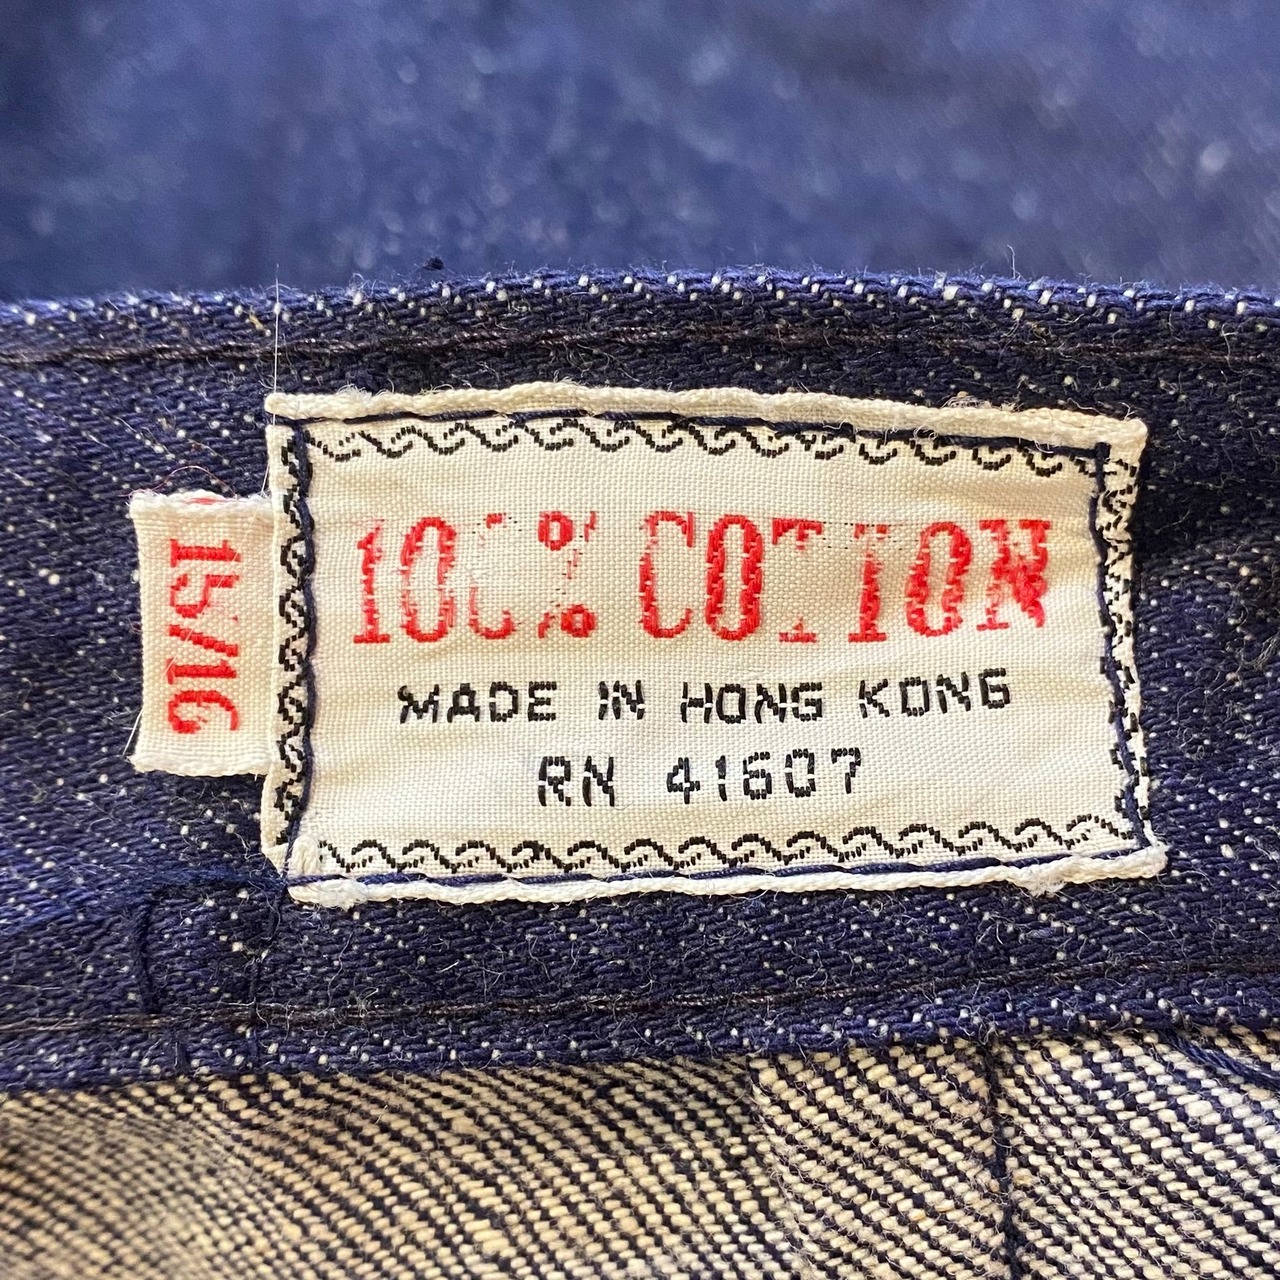 15/16
100% COTTON
MADE IN HONG KONG
RN 41607